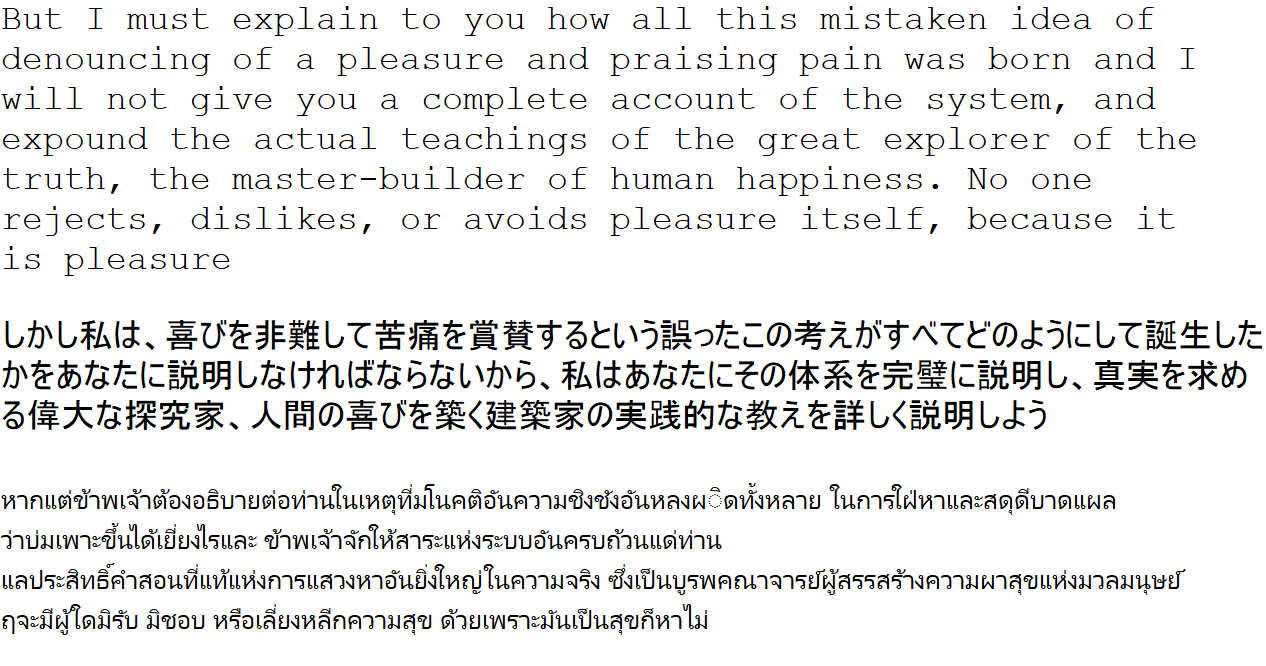 But I must explain to you how all this mistaken idea of
denouncing of a pleasure and praising pain was born and I
will not give you a complete account of the system, and
expound the actual teachings of the great explorer of the
truth, the master-builder of human happiness. No one
rejects, dislikes, or avoids pleasure itself, because it
is pleasure
しかし私は、喜びを非難して苦痛を賞賛するという誤ったこの考えがすべてどのようにして誕生した
かをあなたに説明しなければならないから、私はあなたにその体系を完璧に説明し、真実を求め
る偉大な探究家、人間の喜びを築く建築家の実践的な教えを詳しく説明しよう
หากแต่ข้าพเจ้าต้องอธิบายต่อท่านในเหตุที่มโนคติอันความชิงชังอันหลงผ◌ิดทั้งหลาย ในการใฝ่หาและสดุดีบาดแผล
ว่าบ่มเพาะขึ้นได้เยี่ยงไรและ ข้าพเจ้าจักให้สาระแห่งระบบอันครบถ้วนแด่ท่าน
แลประสิทธิ์คำสอนที่แท้แห่งการแสวงหาอันยิ่งใหญ่ในความจริง ซึ่งเป็นบูรพคณาจารย์ผู้สรรสร้างความผาสุขแห่งมวลมนุษย์
ฤจะมีผู้ใดมิรับ มิชอบ หรือเลี่ยงหลีกความสุข ด้วยเพราะมันเป็นสุขก็หาไม่